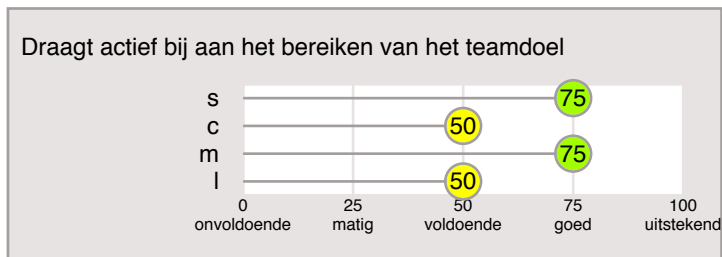 Draagt actief bij aan het bereiken van het teamdoel
s 75
c 50
m 75
l 50
0 25 50 75 100
onvoldoende matig voldoende goed uitstekend